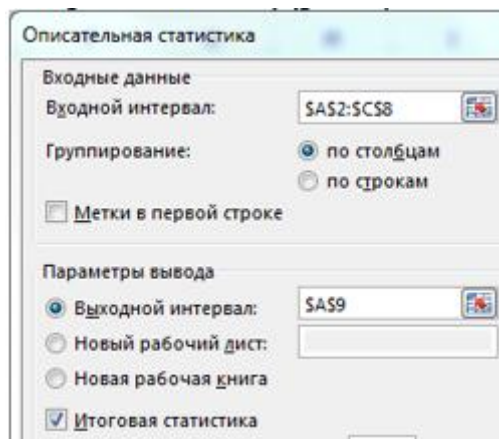 Описательная статистика
Входные данные
Входной интервал: $A$2:$C$8
Группирование: по столбцам
по строкам
Метки в первой строке
Параметры вывода
Выходной интервал: $A$9
Новый рабочий лист:
Новая рабочая книга
Итоговая статистика